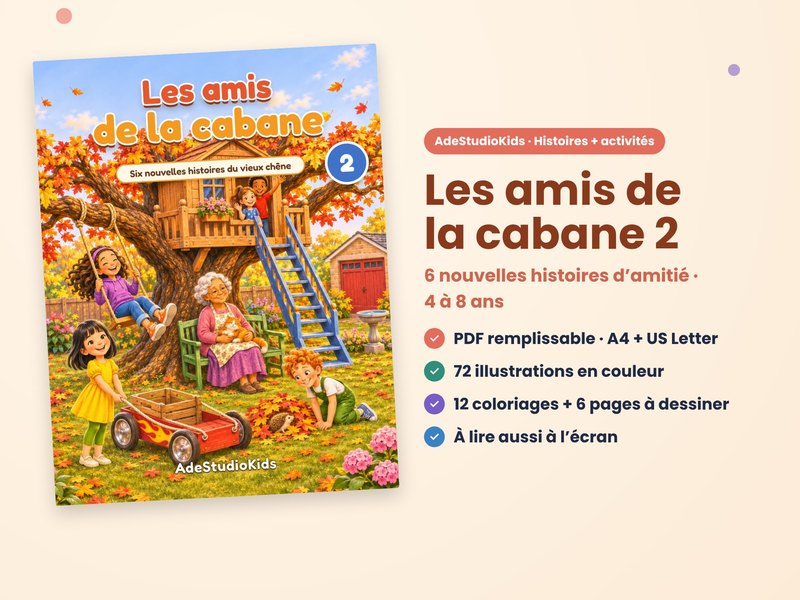 Les amis
de la cabane
Six nouvelles histoires du vieux chêne
2
AdeStudioKids
AdeStudioKids · Histoires + activités
Les amis de
la cabane 2
6 nouvelles histoires d’amitié ·
4 à 8 ans
PDF remplissable · A4 + US Letter
72 illustrations en couleur
12 coloriages + 6 pages à dessiner
À lire aussi à l’écran